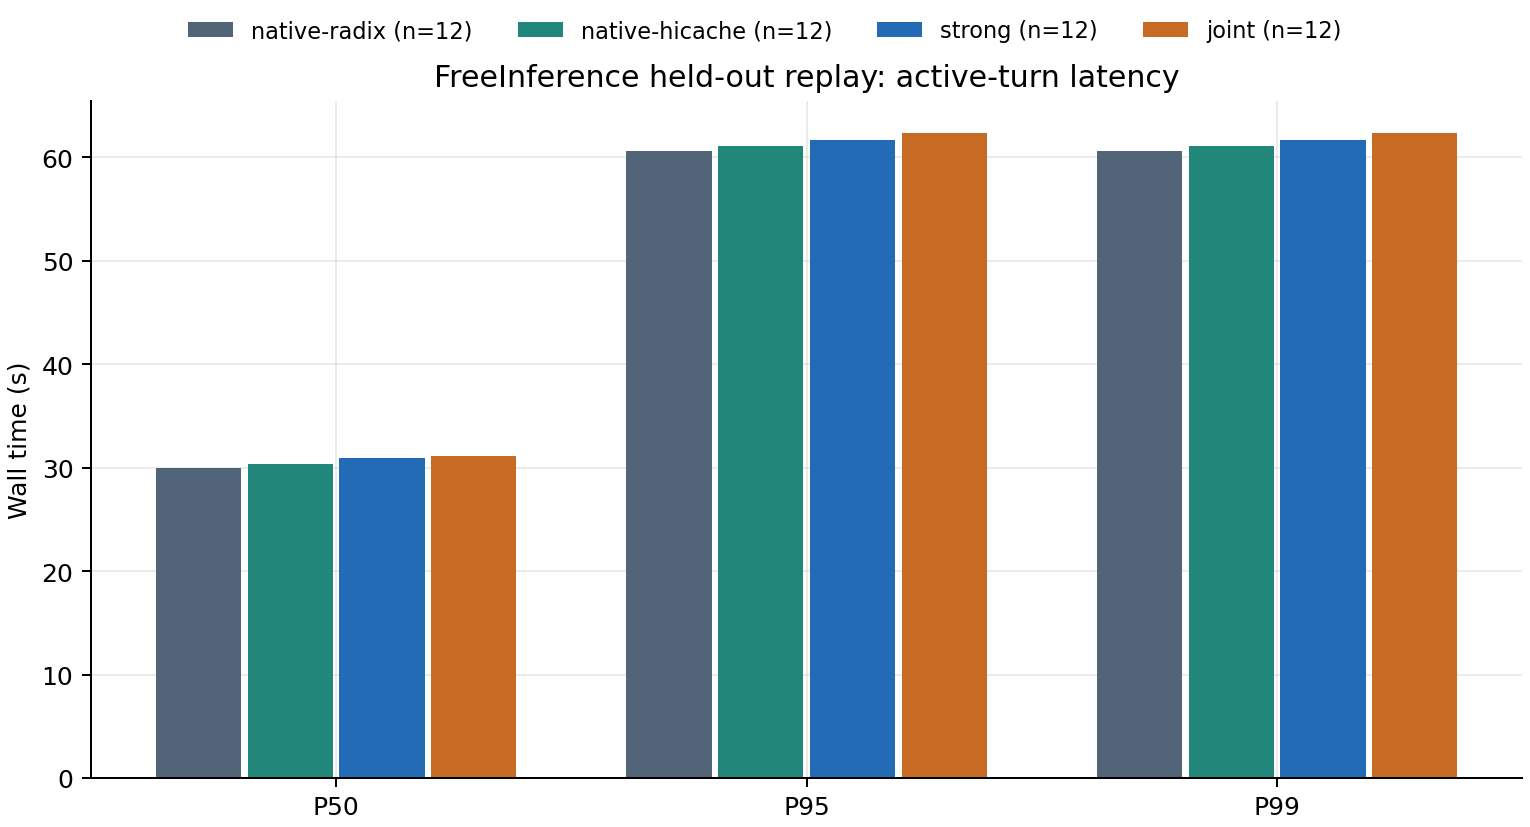 native-radix (n=12) native-hicache (n=12) strong (n=12) joint (n=12)
FreeInference held-out replay: active-turn latency
Wall time (s)
60
50
40
30
20
10
0
P50 P95 P99